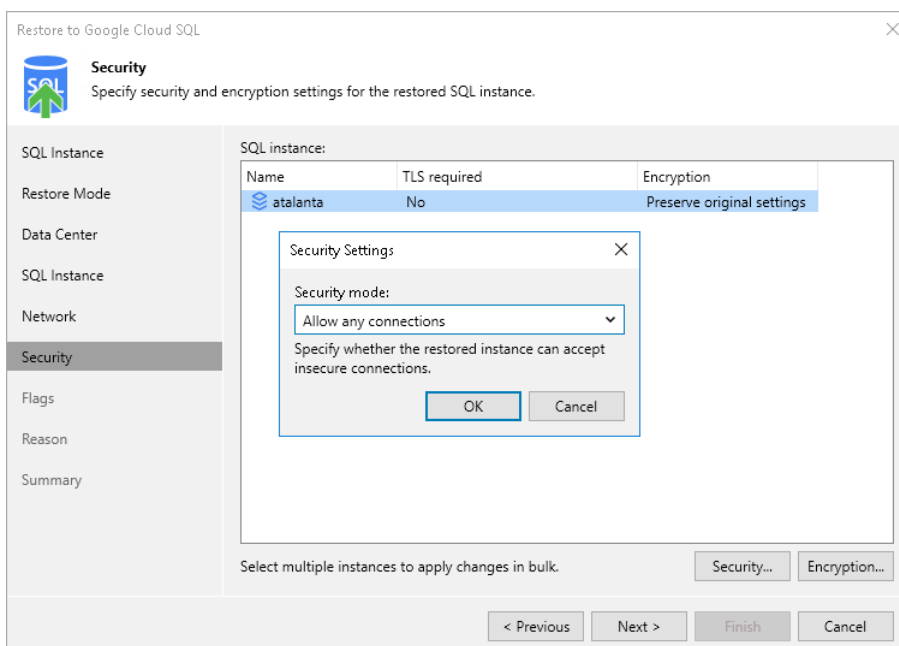 Restore to Google Cloud SQL
SQL
Security
Specify security and encryption settings for the restored SQL instance.
SQL Instance
Restore Mode
Data Center
SQL Instance
Network
Security
Flags
Reason
Summary
SQL instance:
Name TLS required Encryption
atalanta No Preserve original settings
Security Settings
Security mode:
Allow any connections
Specify whether the restored instance can accept
insecure connections.
OK Cancel
Select multiple instances to apply changes in bulk.
Security... Encryption...
< Previous Next > Finish Cancel